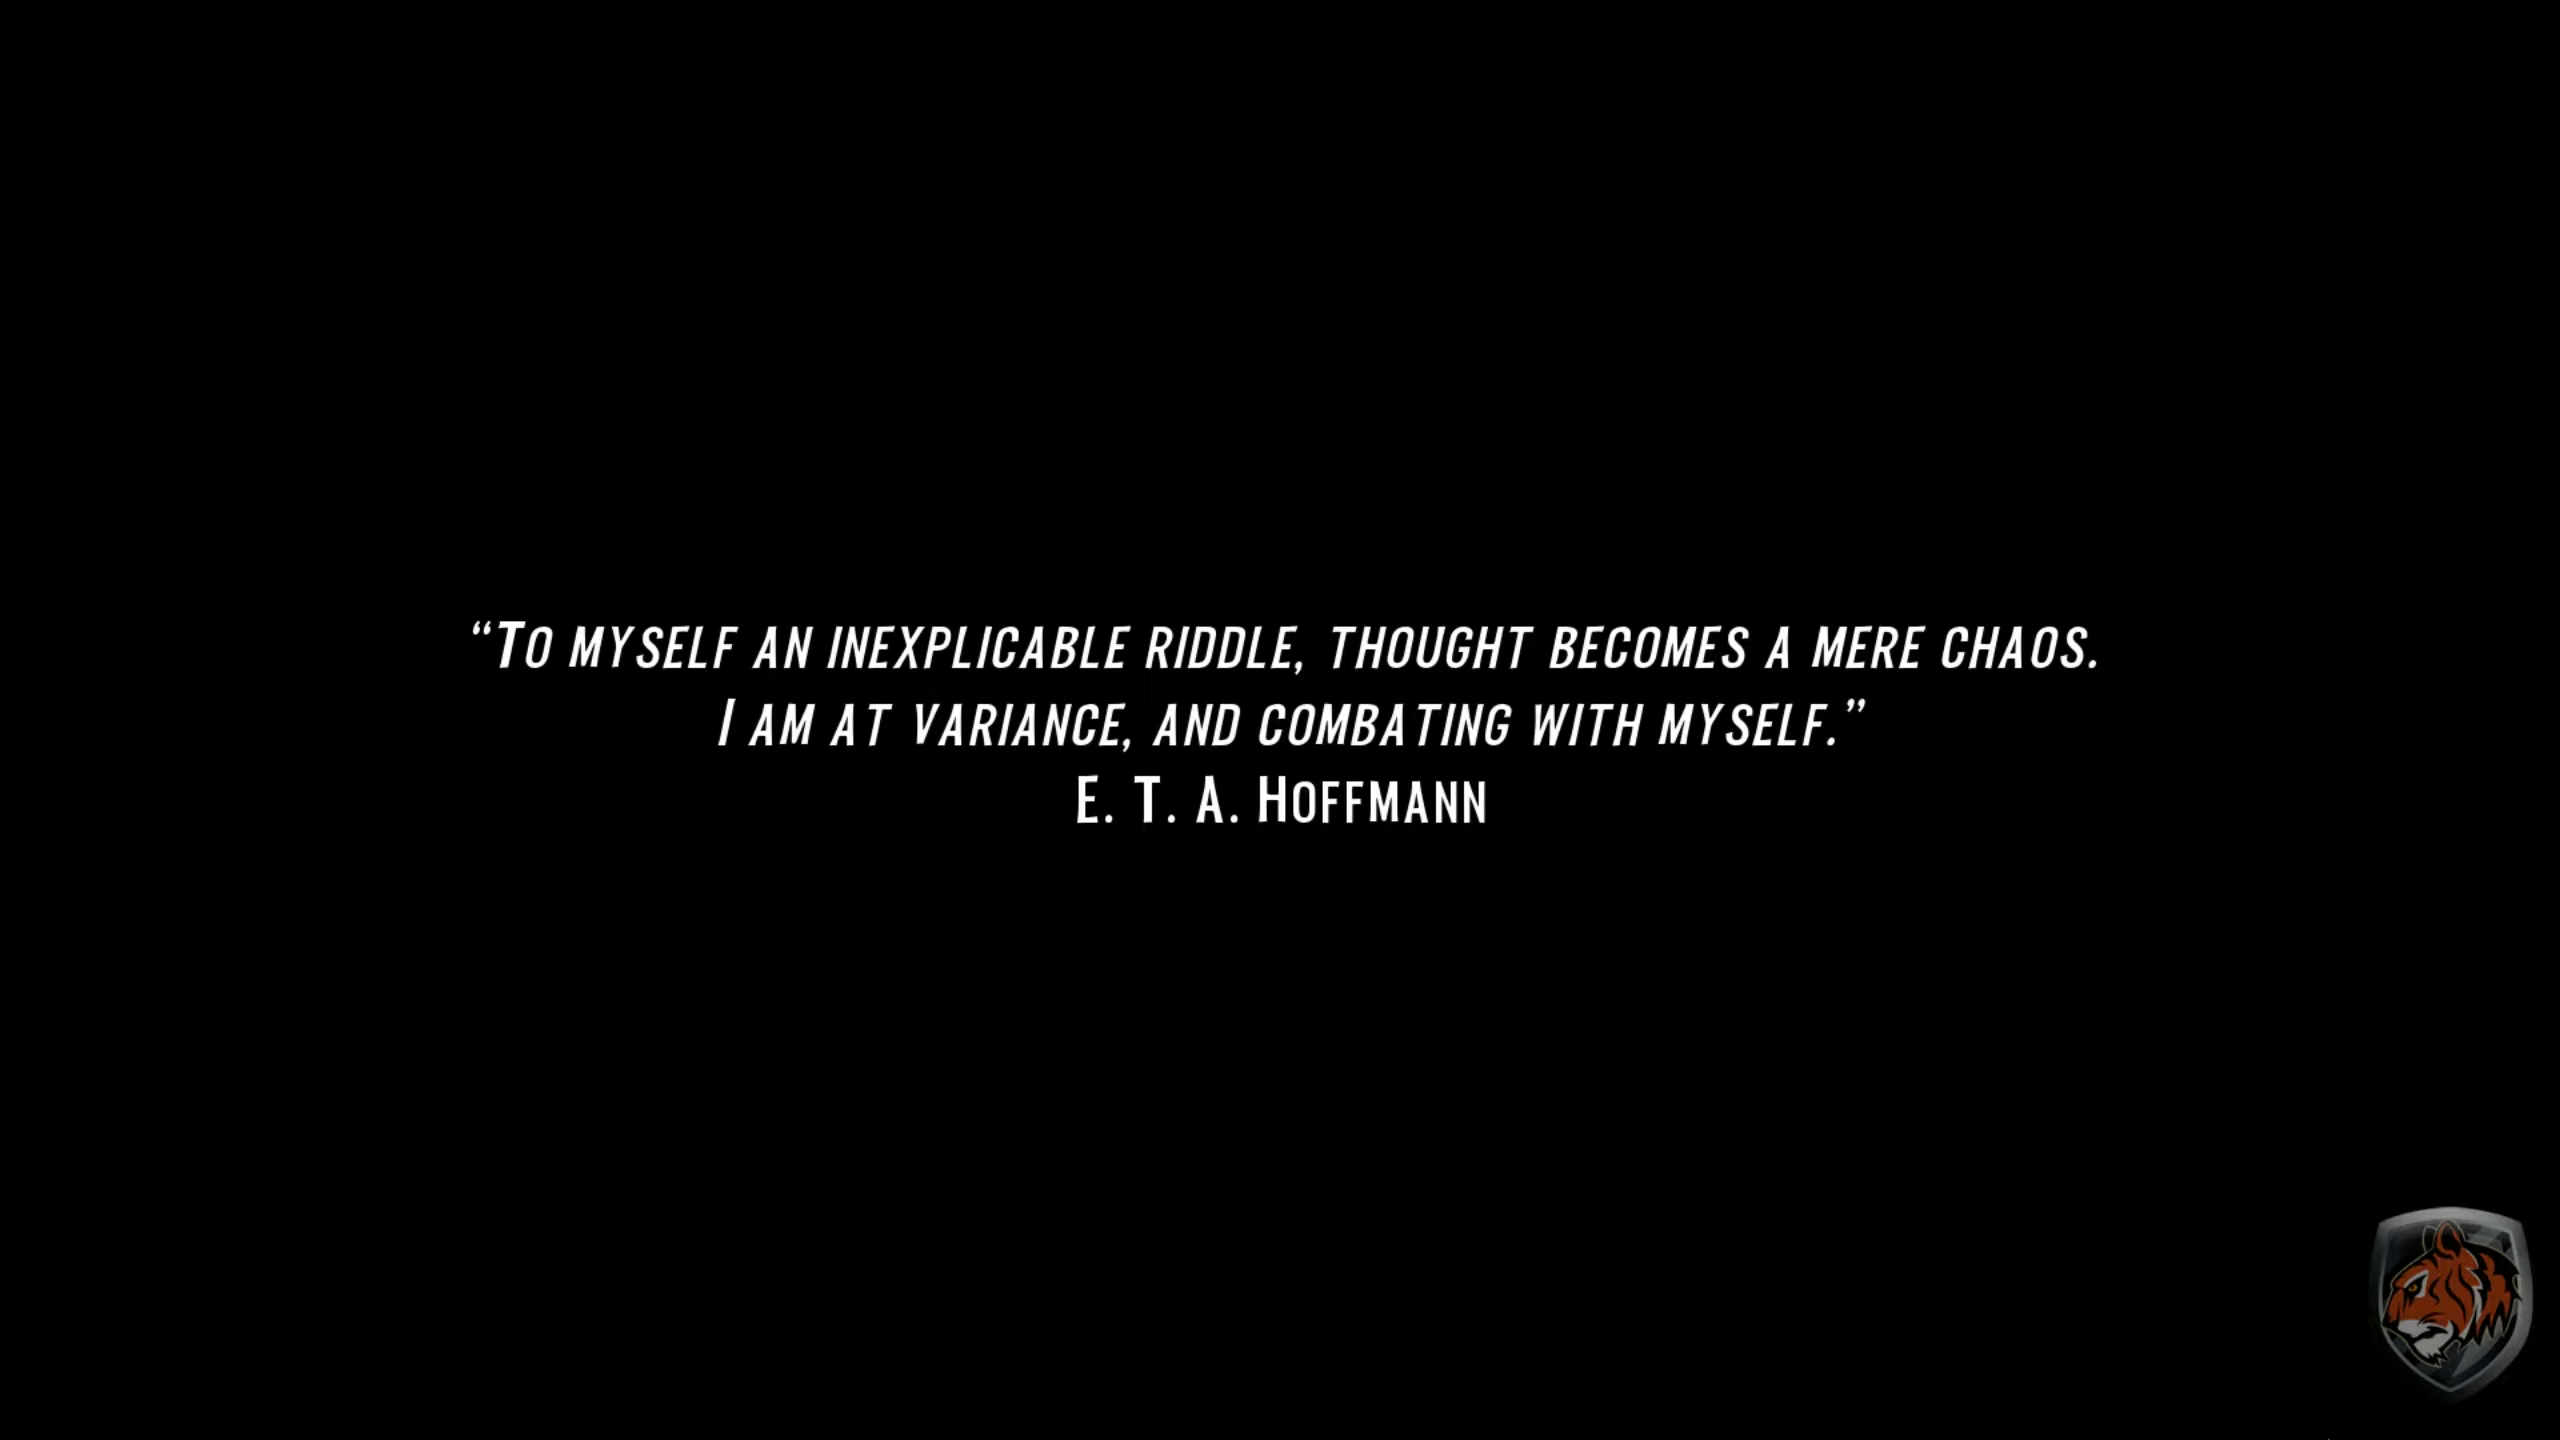 “To myself an inexplicable riddle, thought becomes a mere chaos.
I am at variance, and combating with myself.”
E. T. A. Hoffmann